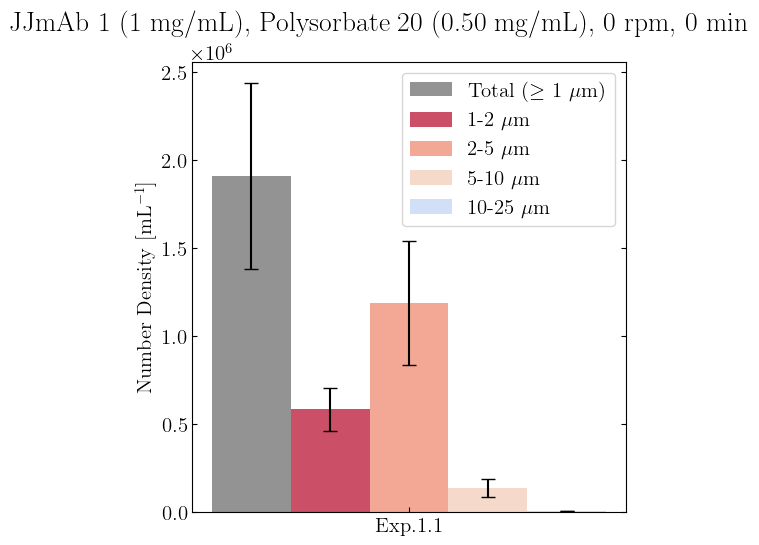 JJmAb 1 (1 mg/mL), Polysorbate 20 (0.50 mg/mL), 0 rpm, 0 min
×10⁶
2.5
2.0
1.5
1.0
0.5
0.0
Number Density [mL⁻¹]
Total (≥ 1 μm)
1-2 μm
2-5 μm
5-10 μm
10-25 μm
Exp.1.1